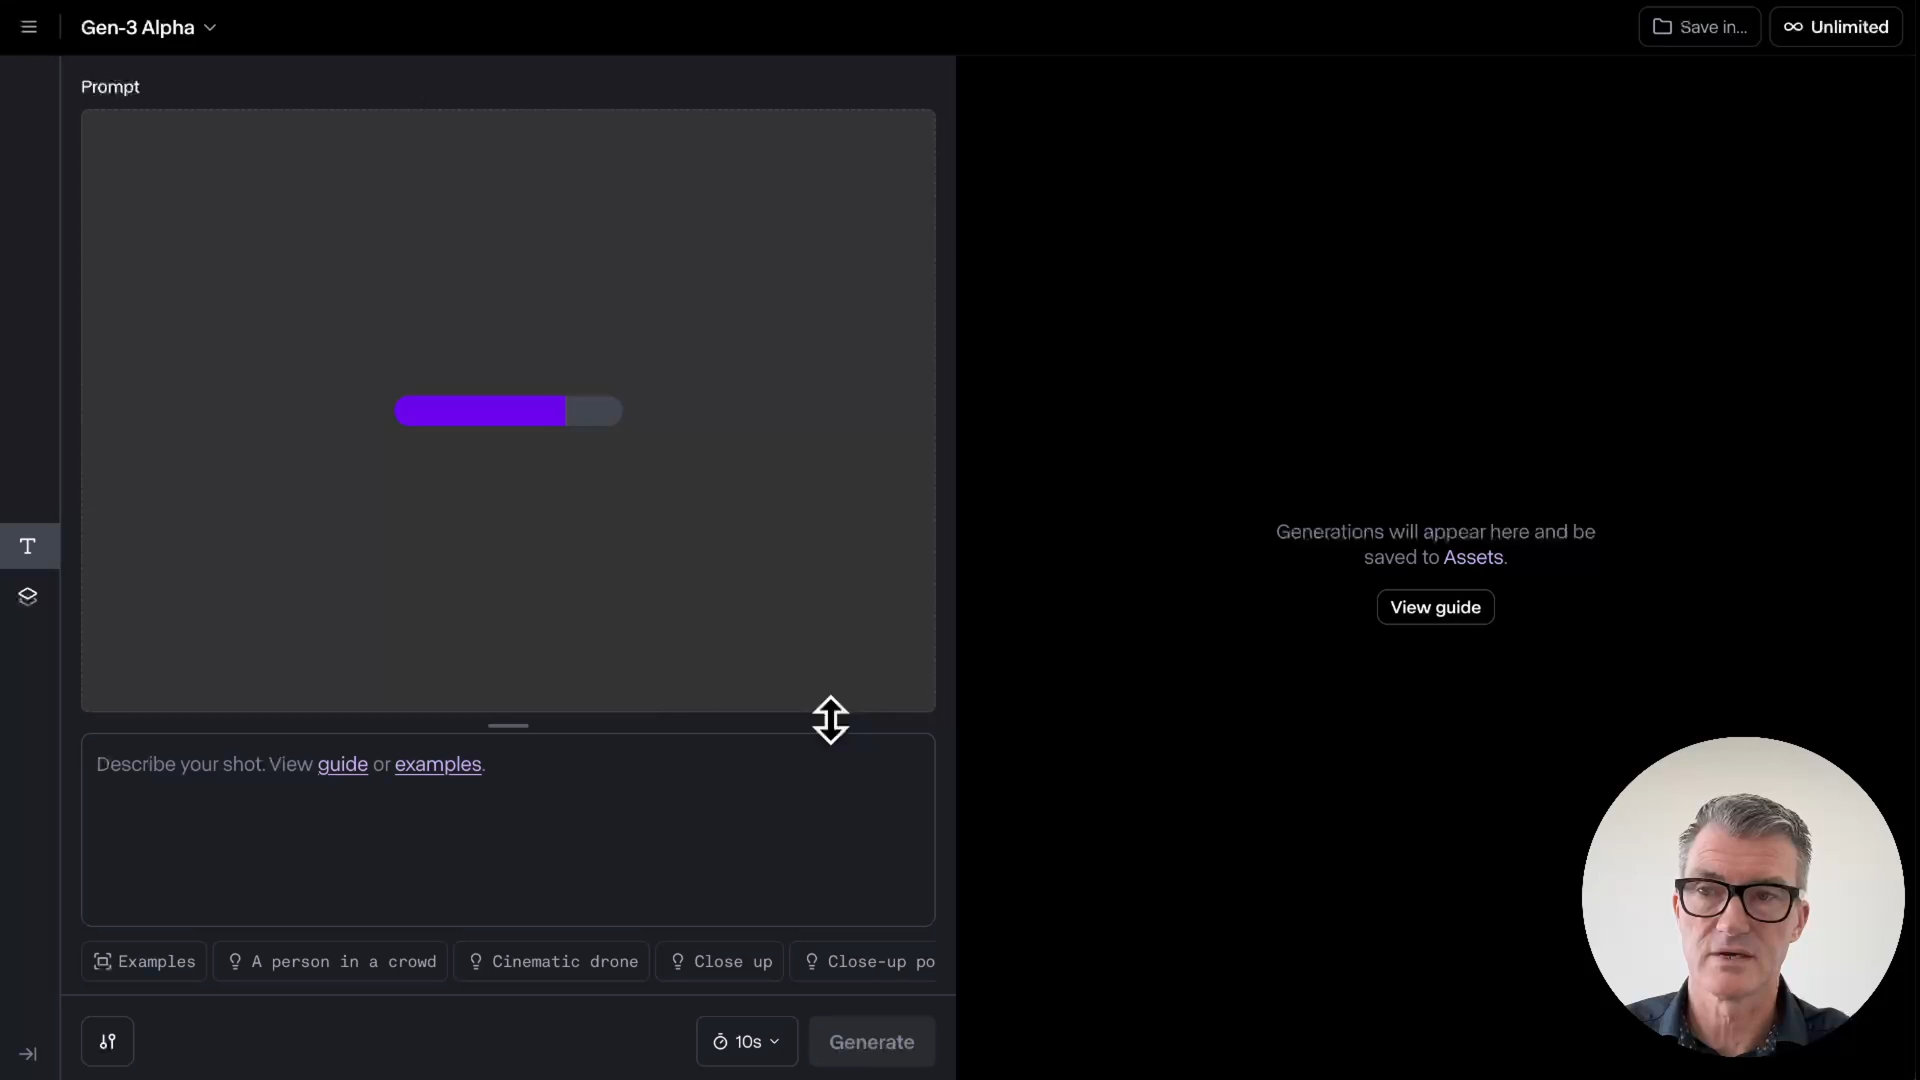 Gen-3 Alpha
Save in...
Unlimited
Prompt
Generations will appear here and be
saved to Assets.
View guide
Describe your shot. View guide or examples.
Examples
A person in a crowd
Cinematic drone
Close up
Close-up po
10s
Generate